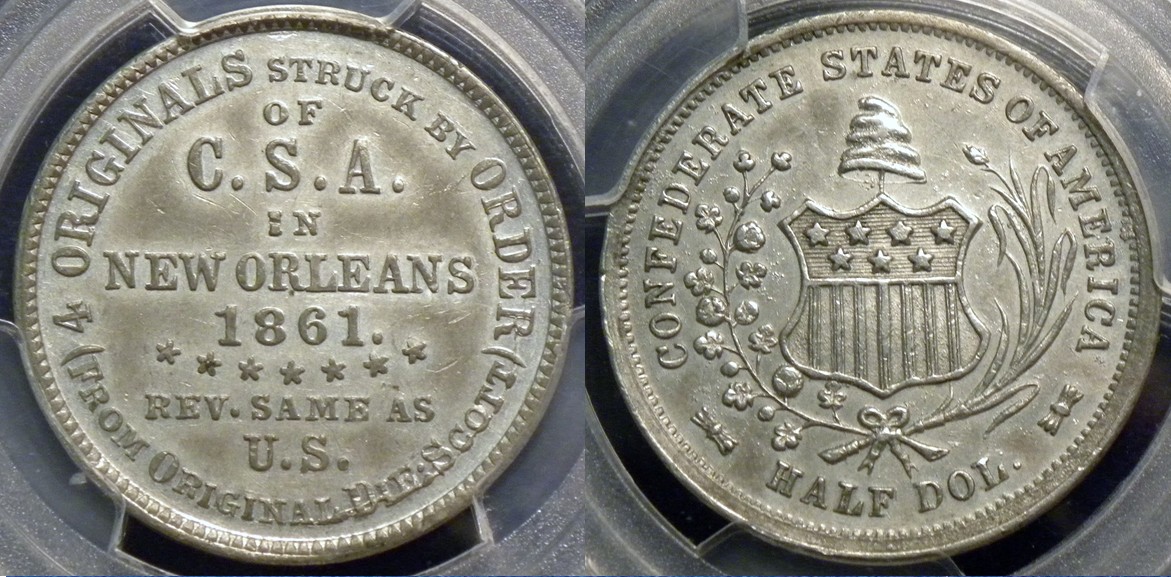 4 ORIGINALS STRUCK BY ORDER
OF
C.S.A.
IN
NEW ORLEANS
1861.
* * * * * * *
REV. SAME AS
U.S.
(FROM ORIGINAL DIE: SCOTT)
CONFEDERATE STATES OF AMERICA
HALF DOL.